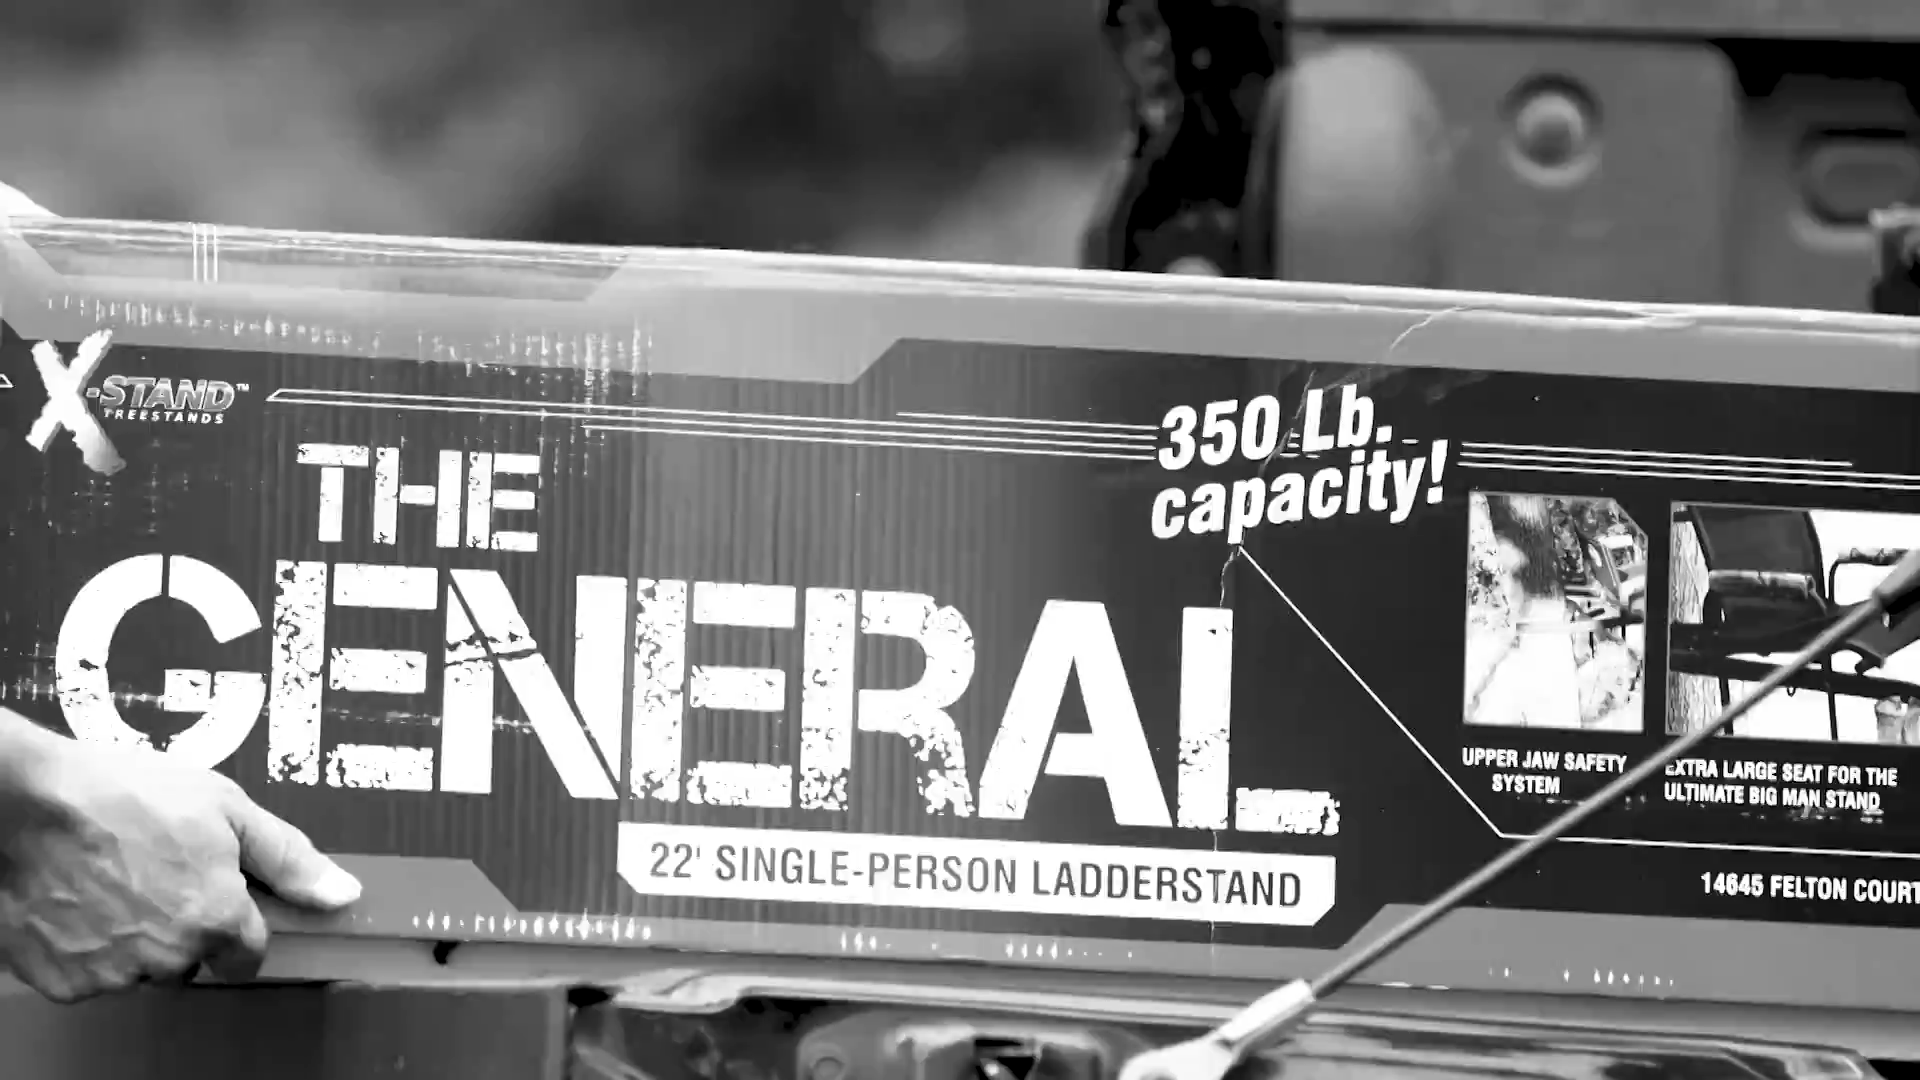 X-STAND™
TREESTANDS
THE
GENERAL
22' SINGLE-PERSON LADDERSTAND
350 Lb.
capacity!
UPPER JAW SAFETY
SYSTEM
EXTRA LARGE SEAT FOR THE
ULTIMATE BIG MAN STAND
14645 FELTON COURT